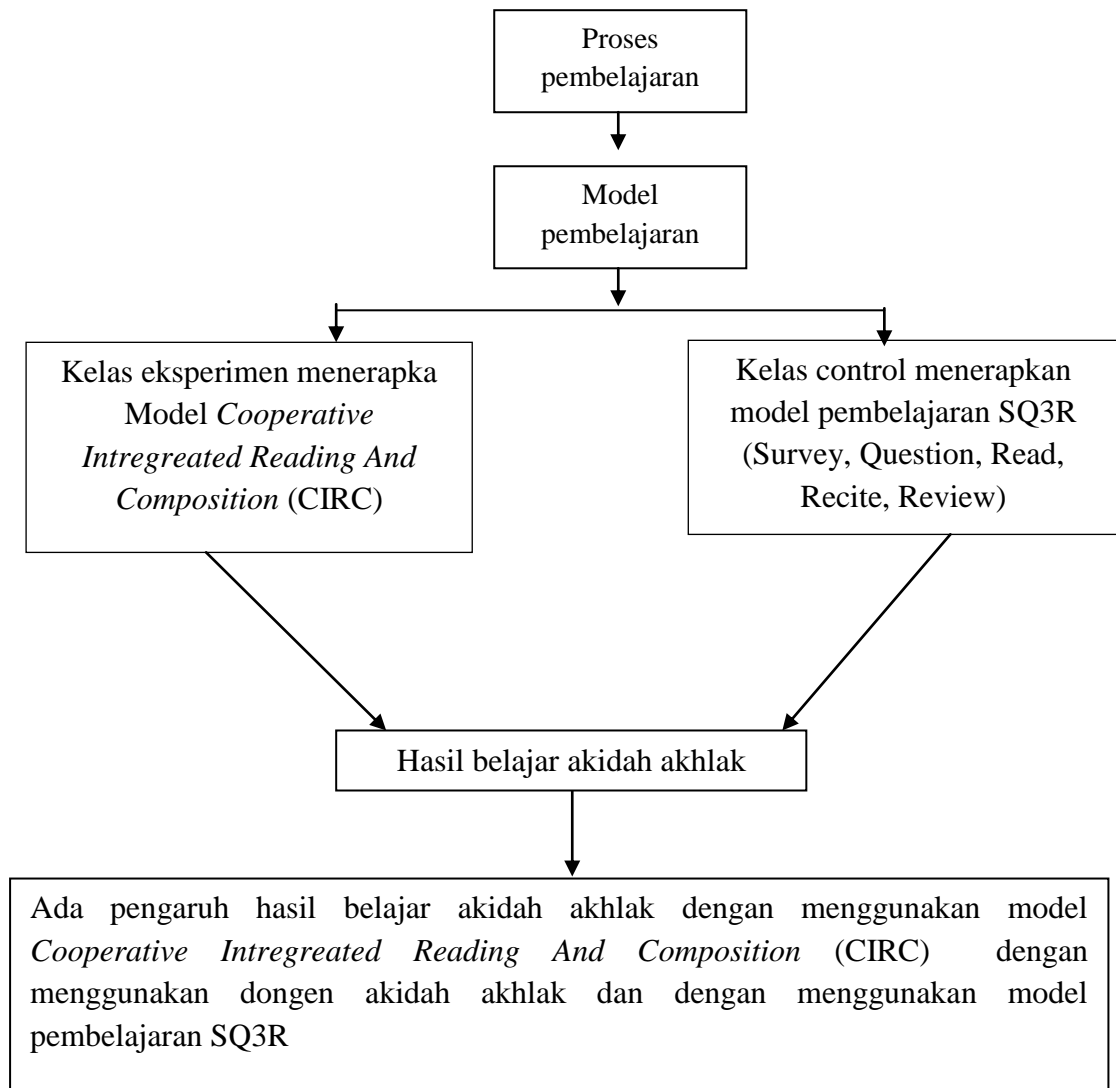 Proses
pembelajaran
Model
pembelajaran
Kelas eksperimen menerapka
Model Cooperative
Intregreated Reading And
Composition (CIRC)
Kelas control menerapkan
model pembelajaran SQ3R
(Survey, Question, Read,
Recite, Review)
Hasil belajar akidah akhlak
Ada pengaruh hasil belajar akidah akhlak dengan menggunakan model
Cooperative Intregreated Reading And Composition (CIRC) dengan
menggunakan dongen akidah akhlak dan dengan menggunakan model
pembelajaran SQ3R